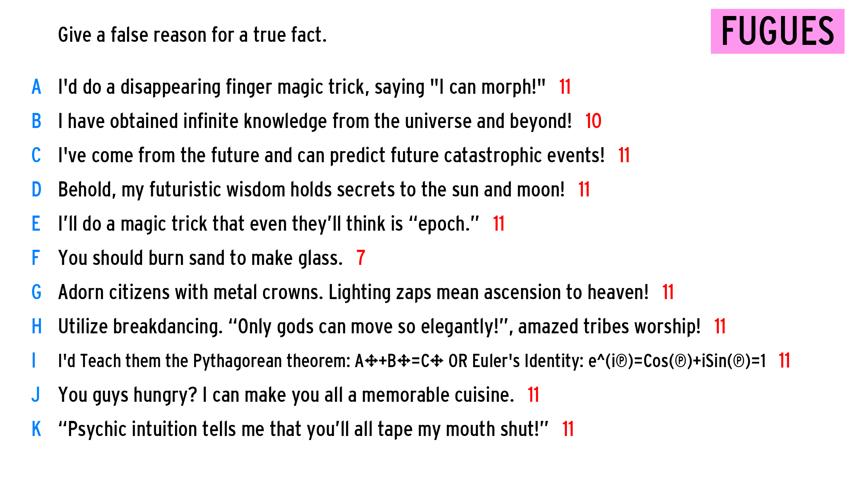 Give a false reason for a true fact.
FUGUES
A I'd do a disappearing finger magic trick, saying "I can morph!" 11
B I have obtained infinite knowledge from the universe and beyond! 10
C I've come from the future and can predict future catastrophic events! 11
D Behold, my futuristic wisdom holds secrets to the sun and moon! 11
E I’ll do a magic trick that even they’ll think is “epoch.” 11
F You should burn sand to make glass. 7
G Adorn citizens with metal crowns. Lighting zaps mean ascension to heaven! 11
H Utilize breakdancing. “Only gods can move so elegantly!”, amazed tribes worship! 11
I I'd Teach them the Pythagorean theorem: A✢+B✢=C✢ OR Euler's Identity: e^(i℗)=Cos(℗)+iSin(℗)=1 11
J You guys hungry? I can make you all a memorable cuisine. 11
K “Psychic intuition tells me that you’ll all tape my mouth shut!” 11